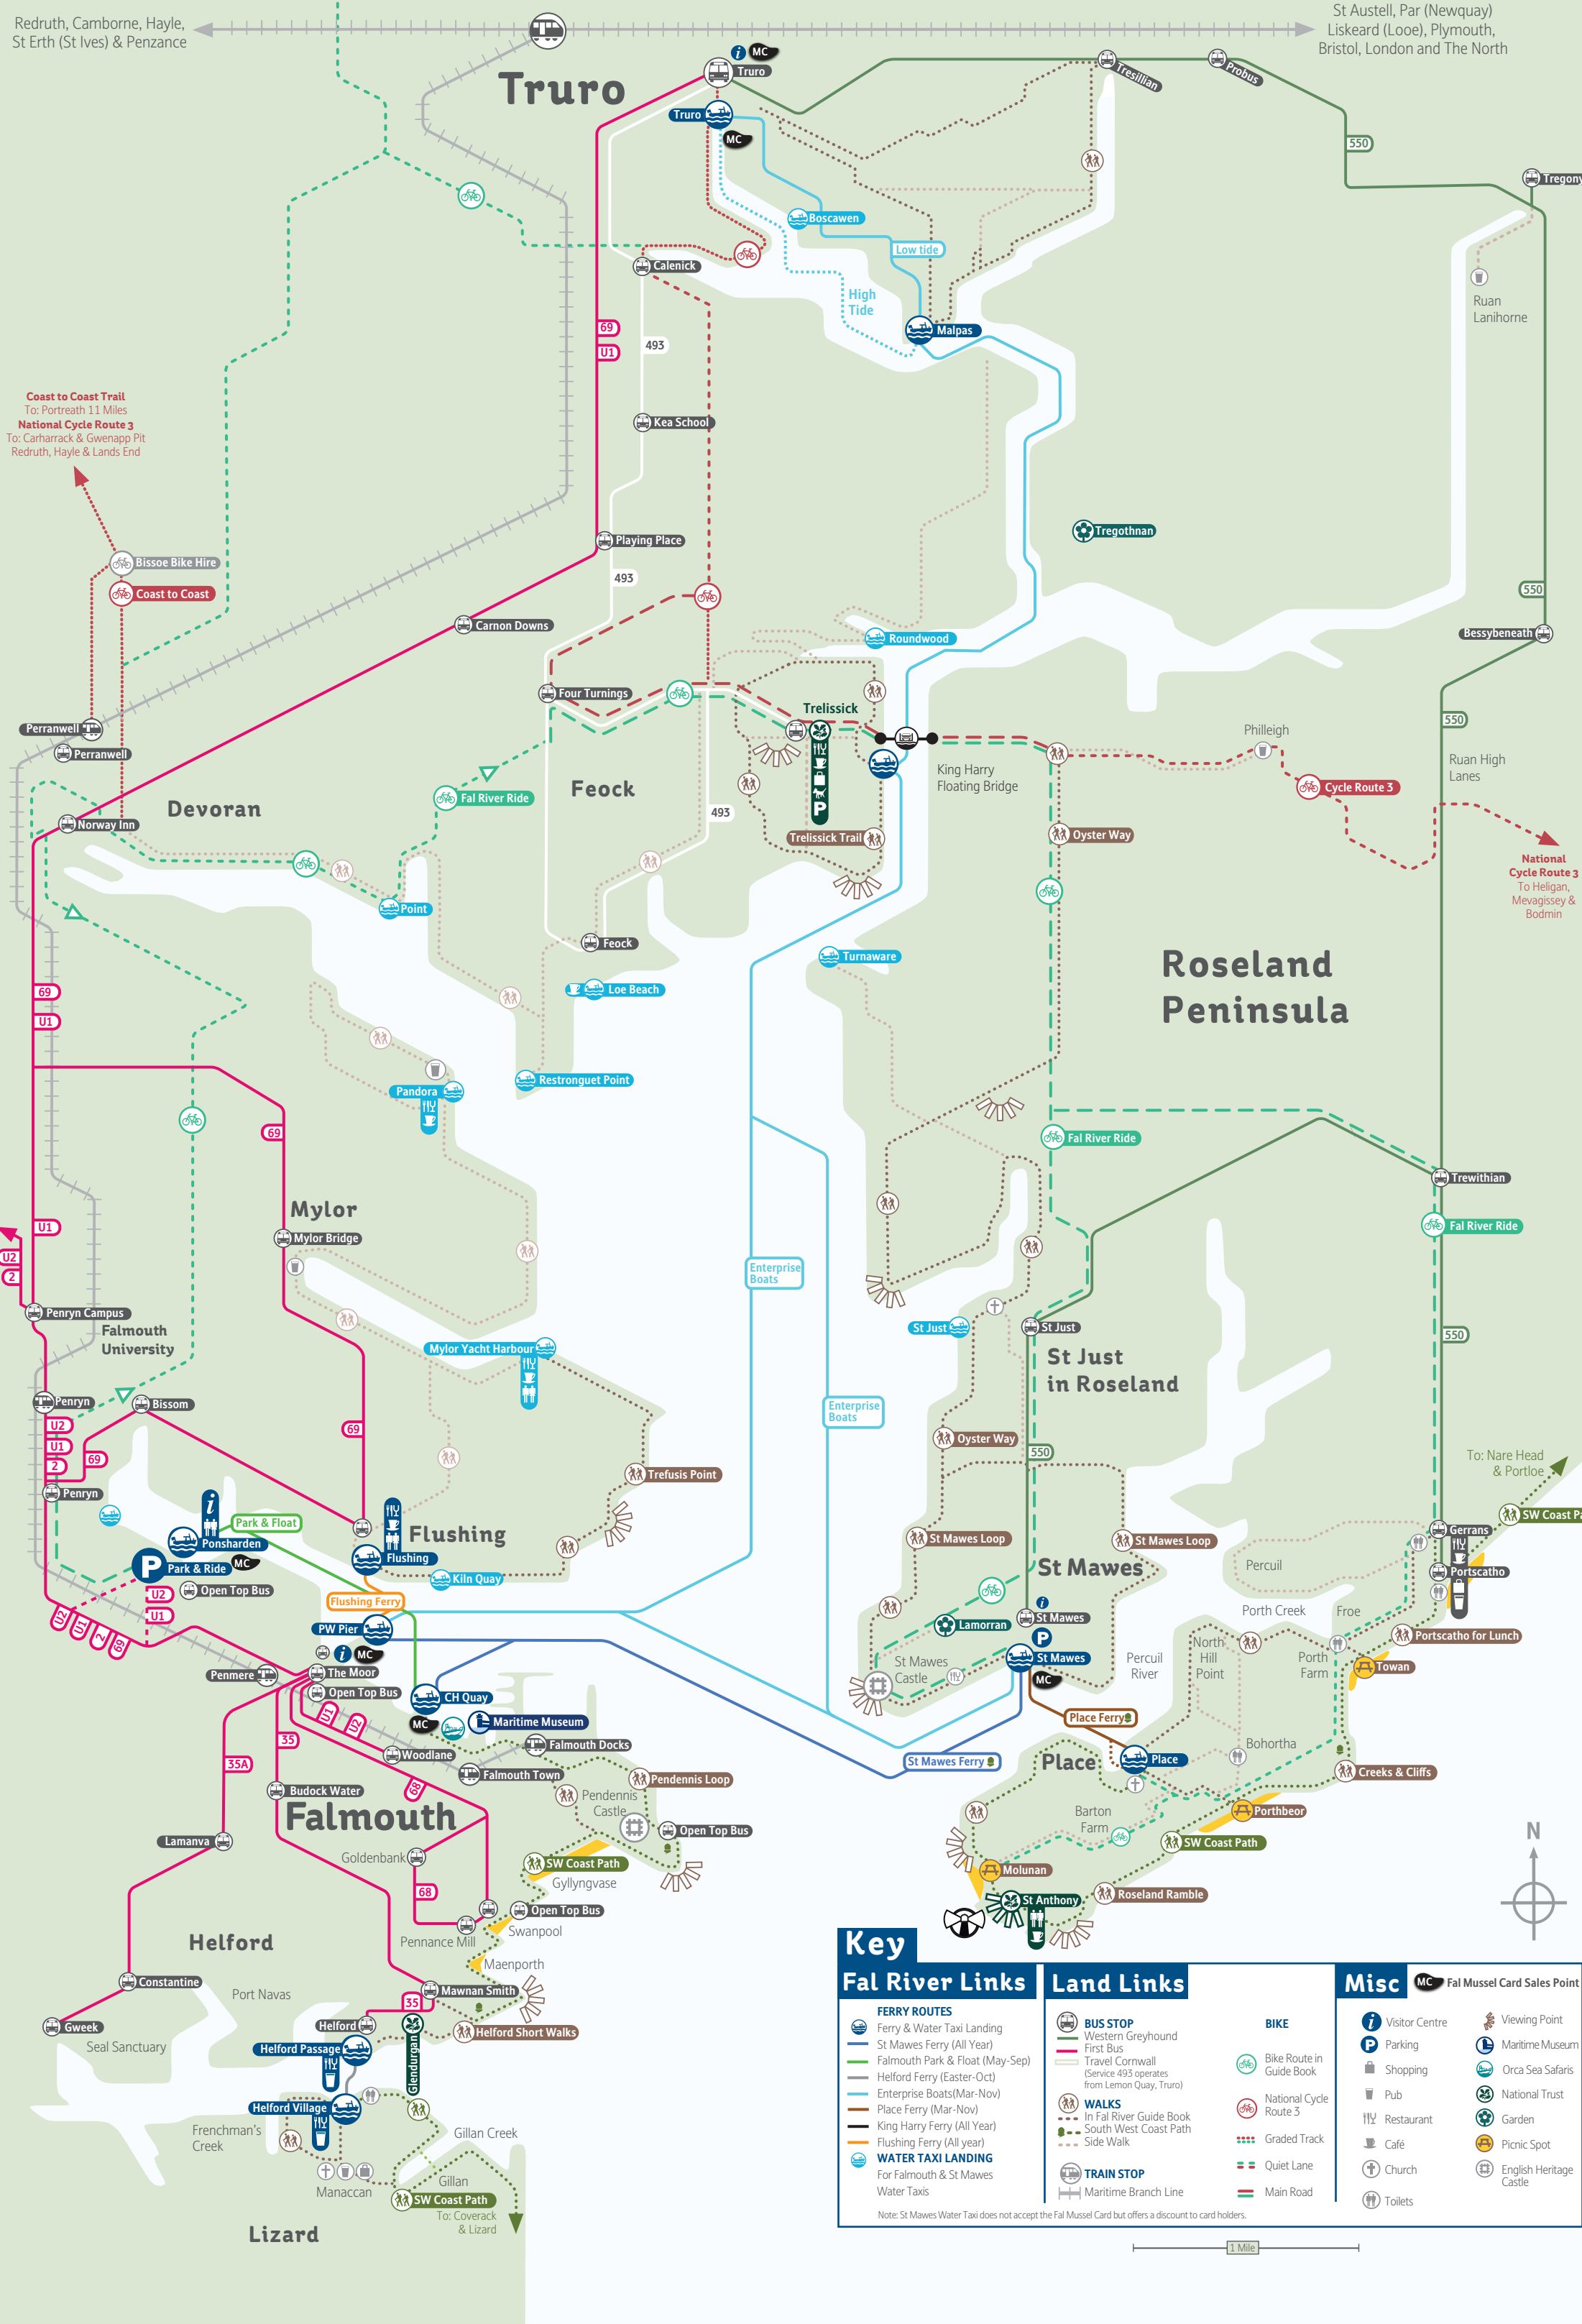 Redruth, Camborne, Hayle,
St Erth (St Ives) & Penzance
St Austell, Par (Newquay)
Liskeard (Looe), Plymouth,
Bristol, London and The North
Truro
i
MC
Truro
Truro
MC
Tresillian
Probus
550
Tregony
Boscawen
Low tide
High
Tide
Calenick
Malpas
Ruan
Lanihorne
69
U1
493
Coast to Coast Trail
To: Portreath 11 Miles
National Cycle Route 3
To: Carharrack & Gwenapp Pit
Redruth, Hayle & Lands End
Kea School
Playing Place
Tregothnan
Bissoe Bike Hire
Coast to Coast
493
550
Carnon Downs
Roundwood
Bessybeneath
Four Turnings
Trelissick
P
550
Perranwell
Perranwell
Philleigh
King Harry
Floating Bridge
Ruan High
Lanes
Feock
Fal River Ride
Cycle Route 3
Devoran
Norway Inn
493
Trelissick Trail
Oyster Way
National
Cycle Route 3
To Heligan,
Mevagissey &
Bodmin
Point
Feock
Turnaware
Roseland
Peninsula
Loe Beach
69
U1
Restronguet Point
Pandora
69
Fal River Ride
Trewithian
Mylor
Mylor Bridge
U1
Fal River Ride
U2
2
Enterprise
Boats
Penryn Campus
Falmouth
University
St Just
St Just
550
Mylor Yacht Harbour
St Just
in Roseland
Penryn
Bissom
Enterprise
Boats
U2
U1
2
69
69
Oyster Way
550
To: Nare Head
& Portloe
Trefusis Point
Penryn
i
Park & Float
Ponsharden
Flushing
Flushing
St Mawes Loop
St Mawes Loop
SW Coast Pa
Gerrans
P
Park & Ride
MC
Open Top Bus
Kiln Quay
St Mawes
Percuil
Portscatho
U2
U1
Flushing Ferry
i
St Mawes
P
Lamorran
Porth Creek
Froe
U2
U1
2
69
PW Pier
i
MC
St Mawes
Castle
St Mawes
MC
Percuil
River
North
Hill
Point
Porth
Farm
Portscatho for Lunch
Towan
Penmere
The Moor
Open Top Bus
CH Quay
MC
Maritime Museum
U1
U2
Place Ferry
35
35A
Woodlane
Falmouth Docks
St Mawes Ferry
Place
Place
Bohortha
Falmouth Town
Pendennis Loop
Creeks & Cliffs
Budock Water
68
Pendennis
Castle
Porthbeor
Falmouth
Barton
Farm
Open Top Bus
Lamanva
Goldenbank
SW Coast Path
SW Coast Path
N
Gyllyngvase
Molunan
68
Roseland Ramble
St Anthony
Open Top Bus
Swanpool
Pennance Mill
Helford
Maenporth
Constantine
Port Navas
Mawnan Smith
35
Gweek
Helford
Helford Short Walks
Seal Sanctuary
Helford Passage
Glendurgan
Helford Village
Frenchman's
Creek
Gillan Creek
Manaccan
Gillan
SW Coast Path
To: Coverack
& Lizard
Lizard
Key
Fal River Links
FERRY ROUTES
Ferry & Water Taxi Landing
St Mawes Ferry (All Year)
Falmouth Park & Float (May-Sep)
Helford Ferry (Easter-Oct)
Enterprise Boats(Mar-Nov)
Place Ferry (Mar-Nov)
King Harry Ferry (All Year)
Flushing Ferry (All year)
WATER TAXI LANDING
For Falmouth & St Mawes
Water Taxis
Land Links
BUS STOP
Western Greyhound
First Bus
Travel Cornwall
(Service 493 operates
from Lemon Quay, Truro)
WALKS
In Fal River Guide Book
South West Coast Path
Side Walk
TRAIN STOP
Maritime Branch Line
BIKE
Bike Route in
Guide Book
National Cycle
Route 3
Graded Track
Quiet Lane
Main Road
Note: St Mawes Water Taxi does not accept the Fal Mussel Card but offers a discount to card holders.
Misc
MC
Fal Mussel Card Sales Point
i
Visitor Centre
P
Parking
Shopping
Pub
Restaurant
Café
Church
Toilets
Viewing Point
Maritime Museum
Orca Sea Safaris
National Trust
Garden
Picnic Spot
English Heritage
Castle
1 Mile